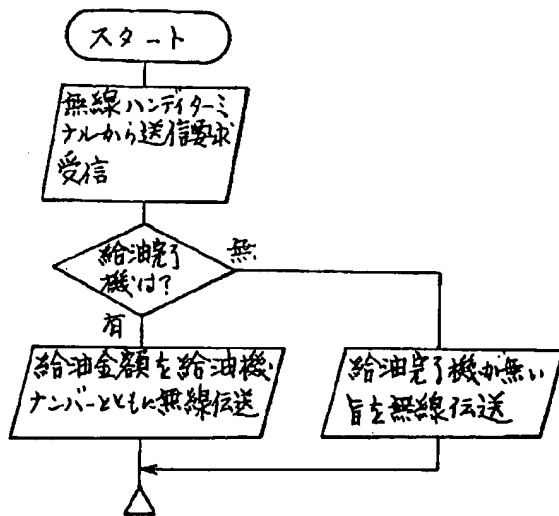 スタート
無線ハンディターミ
ナルから送信要求
受信
給油完了
機は?
無
有
給油金額を給油機
ナンバーとともに無線伝送
給油完了機が無い
旨を無線伝送